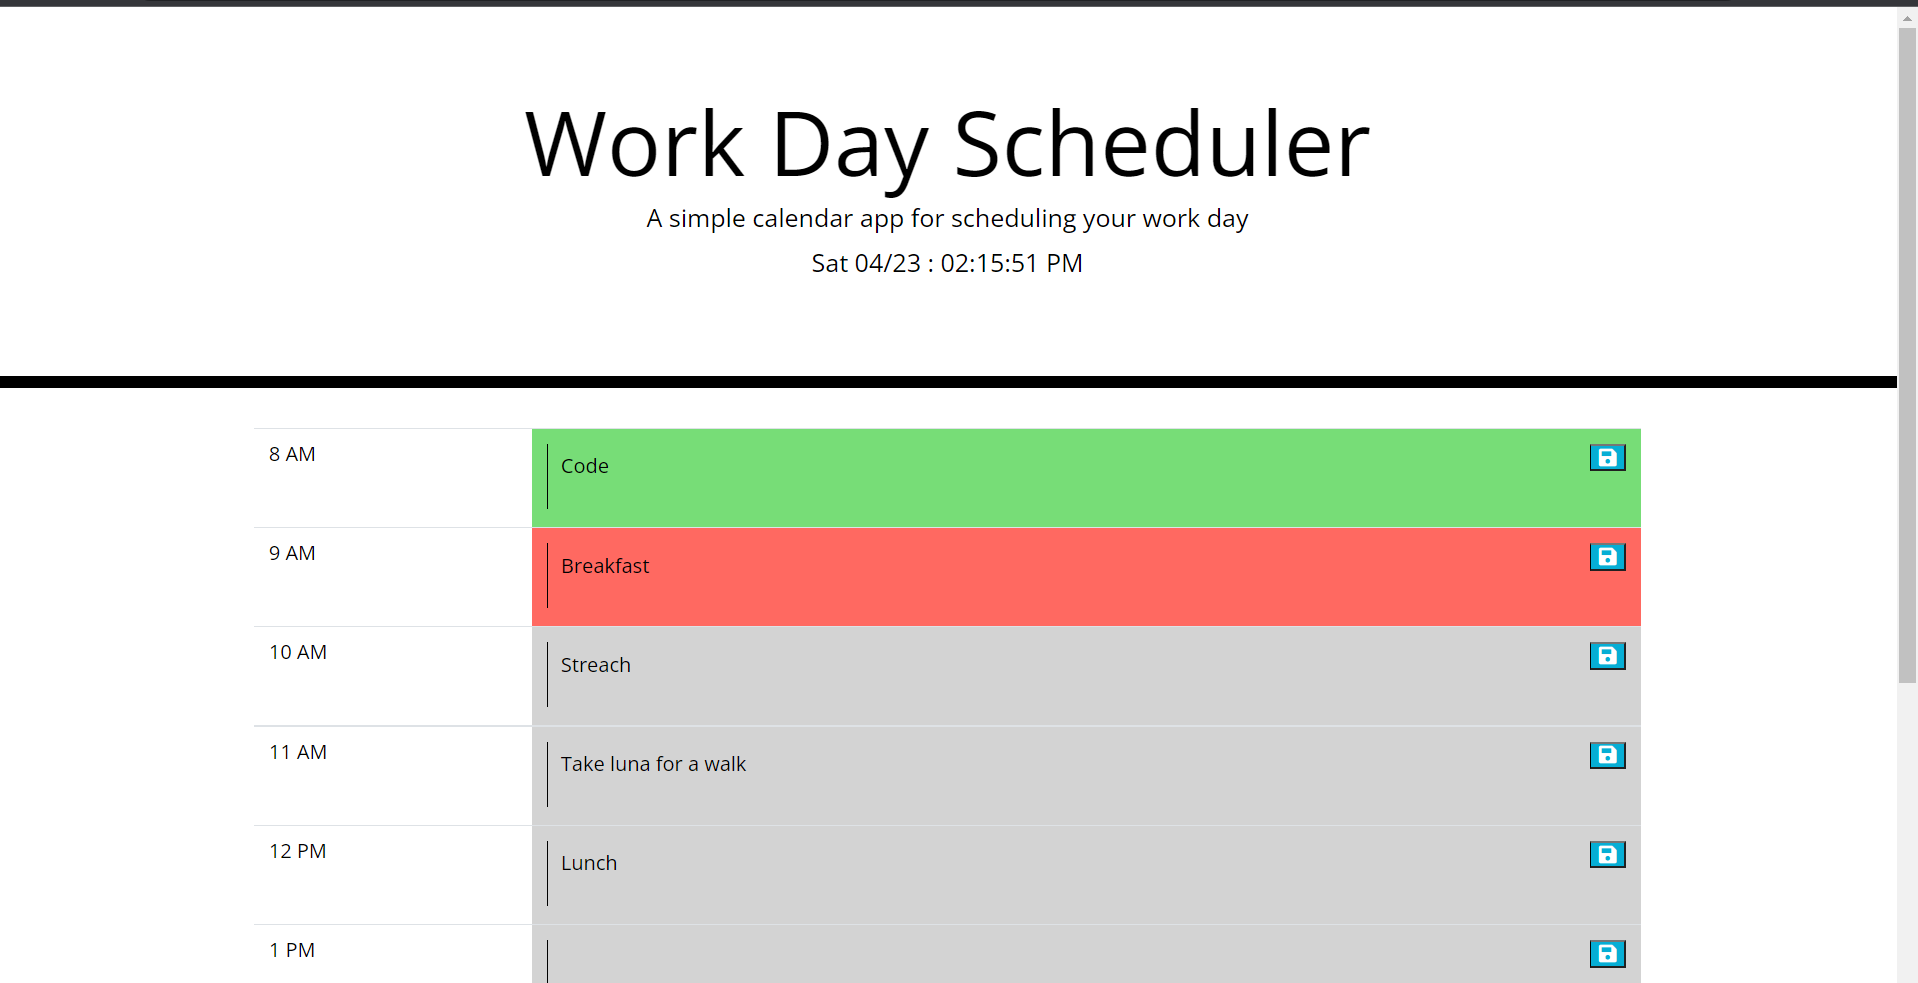 Work Day Scheduler
A simple calendar app for scheduling your work day
Sat 04/23 : 02:15:51 PM
8 AM
Code
9 AM
Breakfast
10 AM
Streach
11 AM
Take luna for a walk
12 PM
Lunch
1 PM